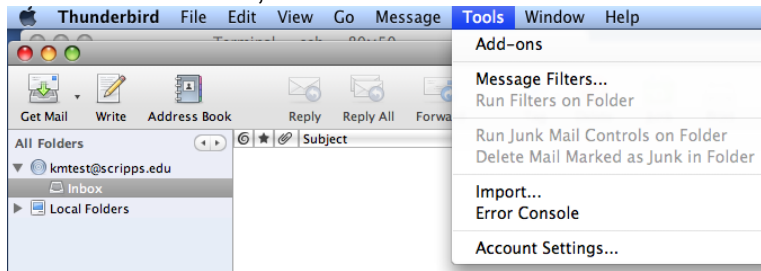 Thunderbird File Edit View Go Message Tools Window Help
Add-ons
Message Filters...
Run Filters on Folder
Run Junk Mail Controls on Folder
Delete Mail Marked as Junk in Folder
Import...
Error Console
Account Settings...
Get Mail Write Address Book Reply Reply All Forwa
All Folders Subject
kmtest@scripps.edu
Inbox
Local Folders